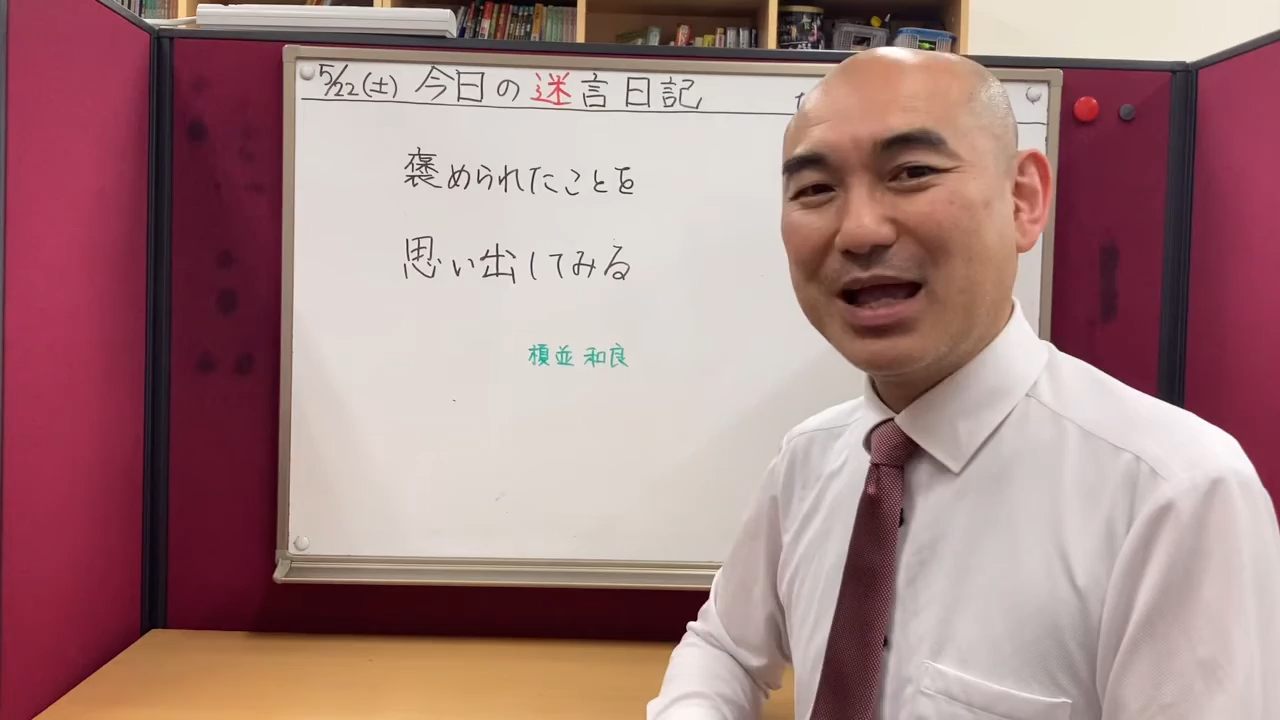 5/22(土) 今日の迷言日記
褒められたことを
思い出してみる
榎並 和良